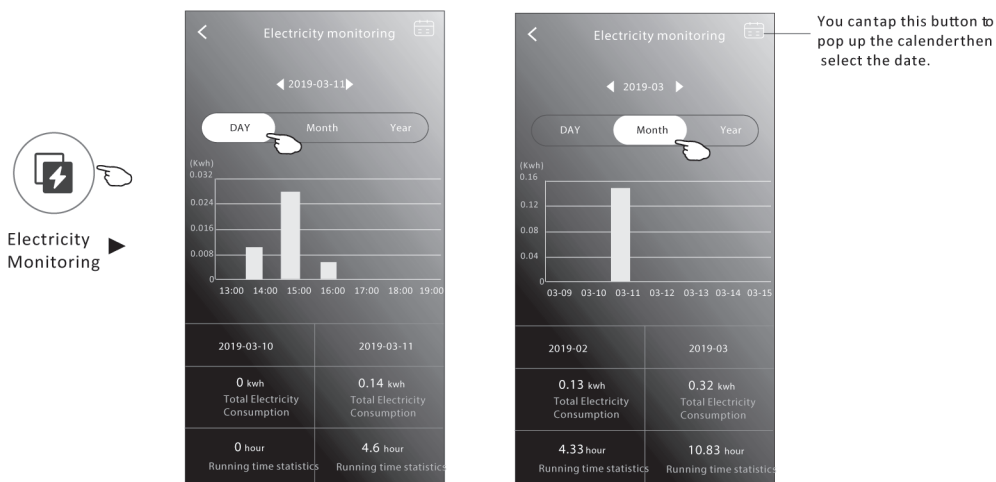 Electricity
Monitoring
Electricity monitoring
2019-03-11
DAY Month Year
(Kwh)
0.032
0.024
0.016
0.008
0
13:00 14:00 15:00 16:00 17:00 18:00 19:00
2019-03-10 2019-03-11
0 kwh 0.14 kwh
Total Electricity Total Electricity
Consumption Consumption
0 hour 4.6 hour
Running time statistics Running time statistics
Electricity monitoring
2019-03
DAY Month Year
(Kwh)
0.16
0.12
0.08
0.04
0
03-09 03-10 03-11 03-12 03-13 03-14 03-15
2019-02 2019-03
0.13 kwh 0.32 kwh
Total Electricity Total Electricity
Consumption Consumption
4.33 hour 10.83 hour
Running time statistics Running time statistics
You cantap this button to
pop up the calenderthen
select the date.